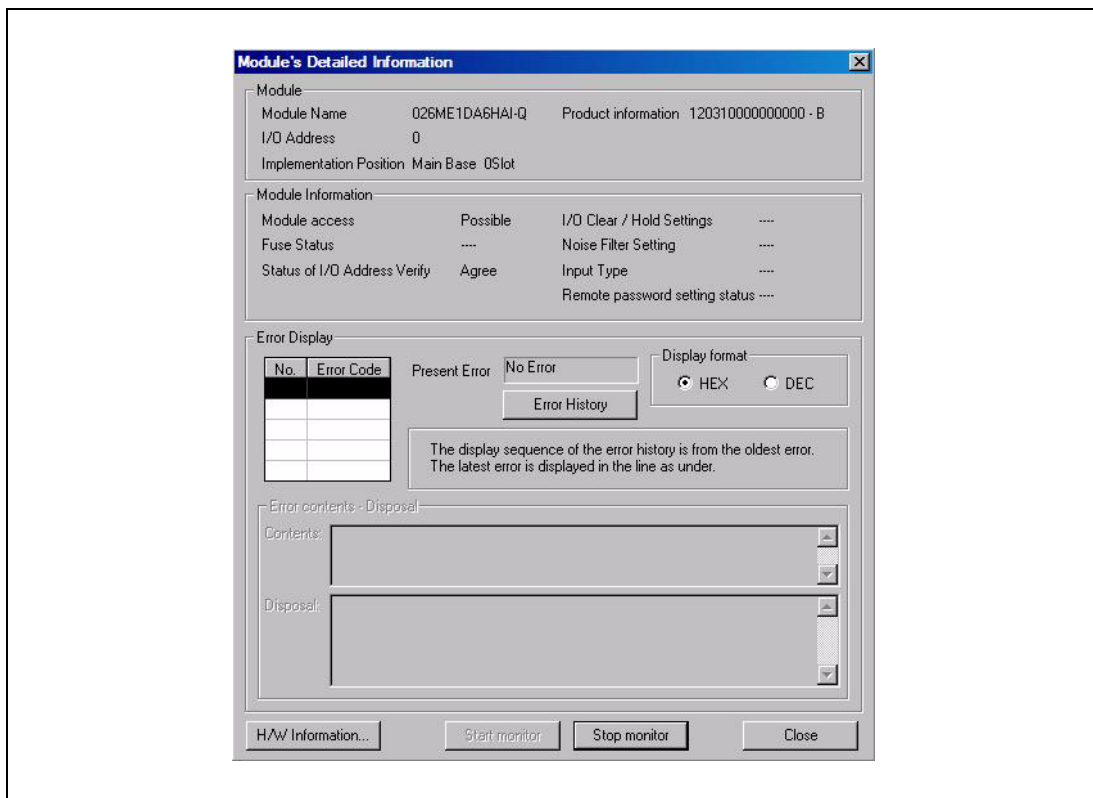 Module's Detailed Information
Module
Module Name 026ME1DA6HAI-Q Product information 120310000000000 - B
I/O Address 0
Implementation Position Main Base 0Slot
Module Information
Module access Possible I/O Clear / Hold Settings ----
Fuse Status ---- Noise Filter Setting ----
Status of I/O Address Verify Agree Input Type ----
Remote password setting status ----
Error Display
No. Error Code Present Error No Error Display format
HEX DEC
Error History
The display sequence of the error history is from the oldest error.
The latest error is displayed in the line as under.
Error contents - Disposal
Contents:
Disposal:
H/W Information... Start monitor Stop monitor Close